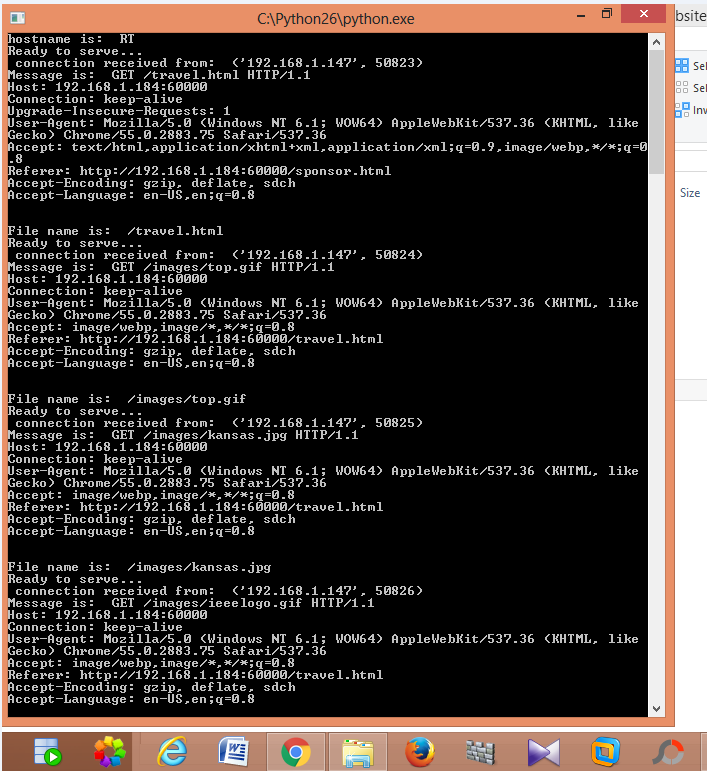 C:\Python26\python.exe
bsite
hostname is:  RT
Ready to serve...
 connection received from:  ('192.168.1.147', 50823)
Message is:  GET /travel.html HTTP/1.1
Host: 192.168.1.184:60000
Connection: keep-alive
Upgrade-Insecure-Requests: 1
User-Agent: Mozilla/5.0 (Windows NT 6.1; WOW64) AppleWebKit/537.36 (KHTML, like
Gecko) Chrome/55.0.2883.75 Safari/537.36
Accept: text/html,application/xhtml+xml,application/xml;q=0.9,image/webp,*/*;q=0
.8
Referer: http://192.168.1.184:60000/sponsor.html
Accept-Encoding: gzip, deflate, sdch
Accept-Language: en-US,en;q=0.8
File name is:  /travel.html
Ready to serve...
 connection received from:  ('192.168.1.147', 50824)
Message is:  GET /images/top.gif HTTP/1.1
Host: 192.168.1.184:60000
Connection: keep-alive
User-Agent: Mozilla/5.0 (Windows NT 6.1; WOW64) AppleWebKit/537.36 (KHTML, like
Gecko) Chrome/55.0.2883.75 Safari/537.36
Accept: image/webp,image/*,*/*;q=0.8
Referer: http://192.168.1.184:60000/travel.html
Accept-Encoding: gzip, deflate, sdch
Accept-Language: en-US,en;q=0.8
File name is:  /images/top.gif
Ready to serve...
 connection received from:  ('192.168.1.147', 50825)
Message is:  GET /images/kansas.jpg HTTP/1.1
Host: 192.168.1.184:60000
Connection: keep-alive
User-Agent: Mozilla/5.0 (Windows NT 6.1; WOW64) AppleWebKit/537.36 (KHTML, like
Gecko) Chrome/55.0.2883.75 Safari/537.36
Accept: image/webp,image/*,*/*;q=0.8
Referer: http://192.168.1.184:60000/travel.html
Accept-Encoding: gzip, deflate, sdch
Accept-Language: en-US,en;q=0.8
File name is:  /images/kansas.jpg
Ready to serve...
 connection received from:  ('192.168.1.147', 50826)
Message is:  GET /images/ieeelogo.gif HTTP/1.1
Host: 192.168.1.184:60000
Connection: keep-alive
User-Agent: Mozilla/5.0 (Windows NT 6.1; WOW64) AppleWebKit/537.36 (KHTML, like
Gecko) Chrome/55.0.2883.75 Safari/537.36
Accept: image/webp,image/*,*/*;q=0.8
Referer: http://192.168.1.184:60000/travel.html
Accept-Encoding: gzip, deflate, sdch
Accept-Language: en-US,en;q=0.8
Sel
Sel
Inv
Size